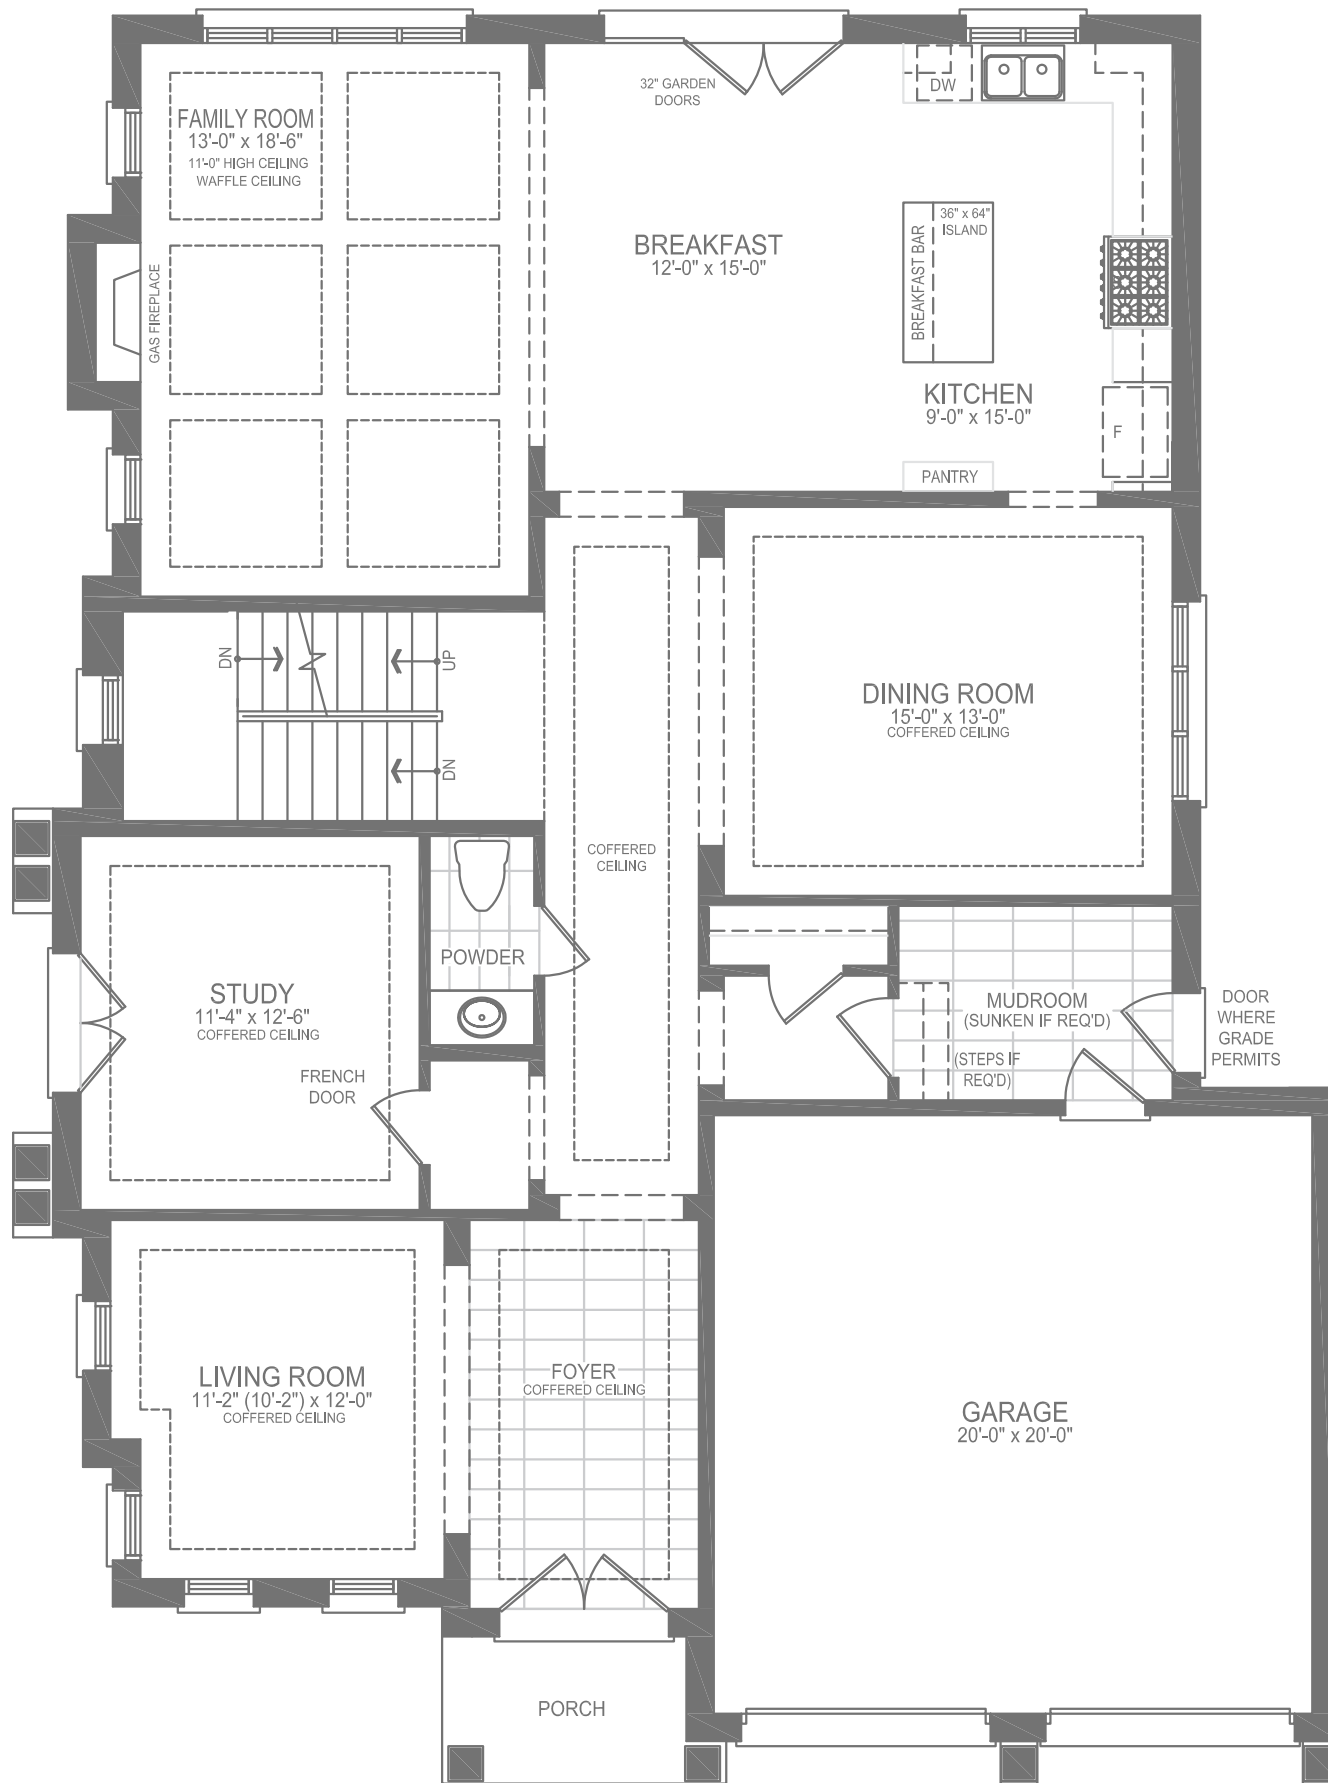 FAMILY ROOM
13'-0" x 18'-6"
11'-0" HIGH CEILING
WAFFLE CEILING
GAS FIREPLACE
32" GARDEN
DOORS
DW
BREAKFAST
12'-0" x 15'-0"
36" x 64"
ISLAND
BREAKFAST BAR
KITCHEN
9'-0" x 15'-0"
F
PANTRY
DN
UP
DN
DINING ROOM
15'-0" x 13'-0"
COFFERED CEILING
COFFERED
CEILING
POWDER
STUDY
11'-4" x 12'-6"
COFFERED CEILING
FRENCH
DOOR
MUDROOM
(SUNKEN IF REQ'D)
(STEPS IF
REQ'D)
DOOR
WHERE
GRADE
PERMITS
LIVING ROOM
11'-2" (10'-2") x 12'-0"
COFFERED CEILING
FOYER
COFFERED CEILING
GARAGE
20'-0" x 20'-0"
PORCH